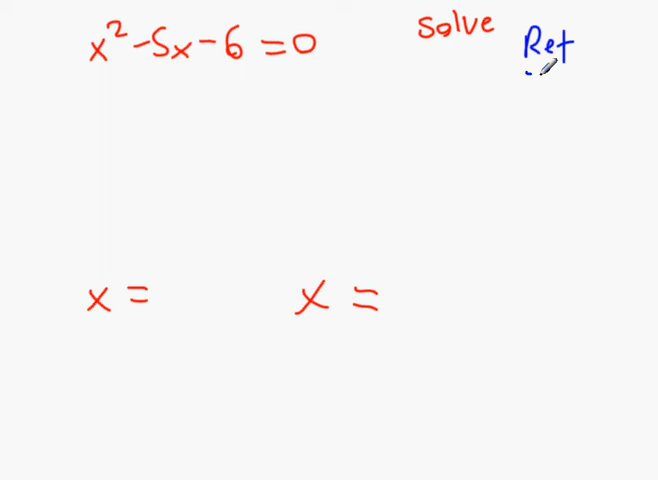 x² - 5x - 6 = 0 solve Ret
x = x =